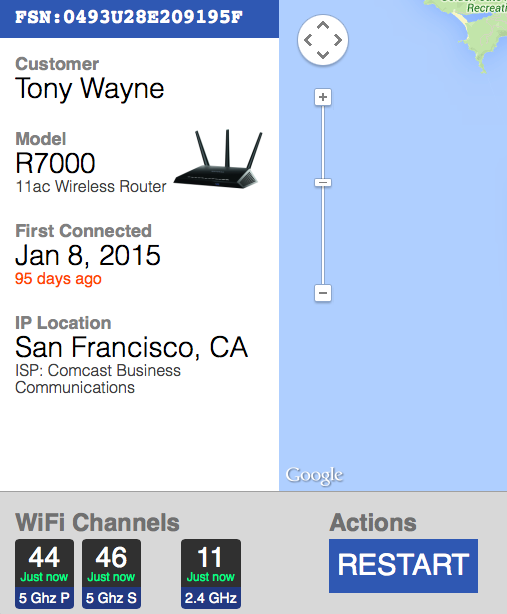 FSN:0493U28E209195F
Customer
Tony Wayne
Model
R7000
11ac Wireless Router
First Connected
Jan 8, 2015
95 days ago
IP Location
San Francisco, CA
ISP: Comcast Business
Communications
Recreati
Google
WiFi Channels
44
Just now
5 Ghz P
46
Just now
5 Ghz S
11
Just now
2.4 GHz
Actions
RESTART